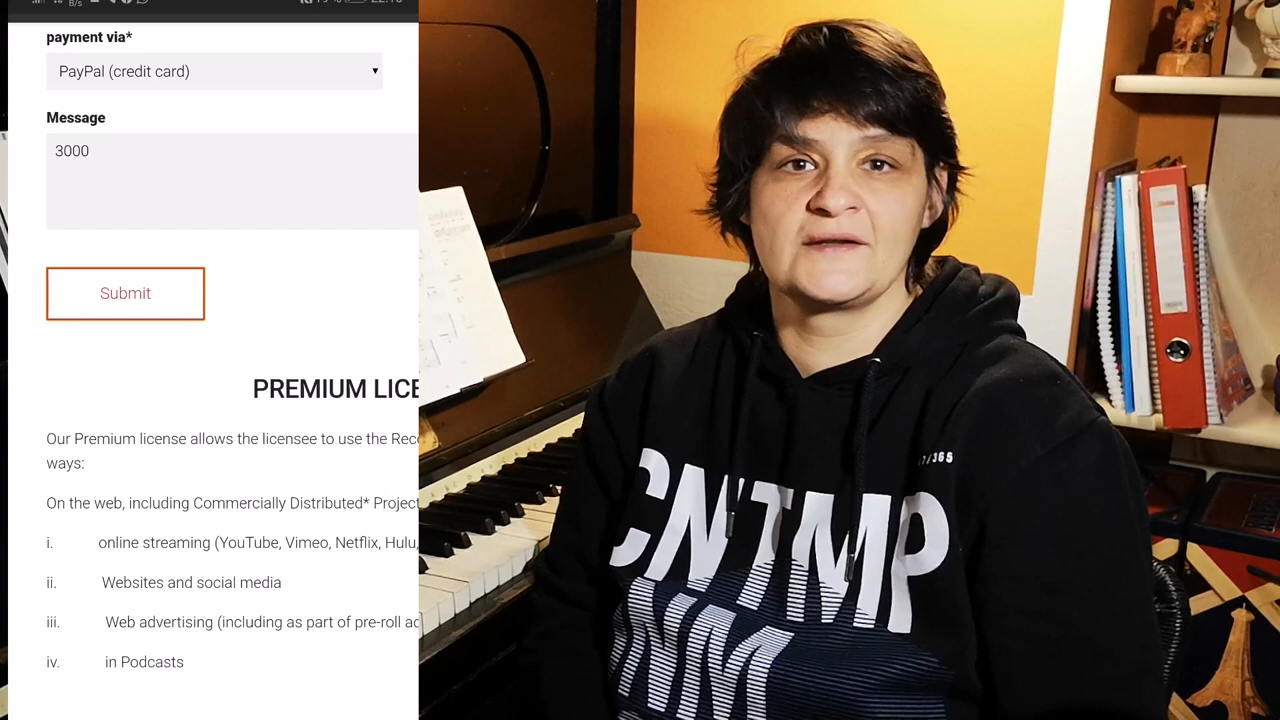 B/s
payment via*
PayPal (credit card)
Message
3000
Submit
PREMIUM LICE
Our Premium license allows the licensee to use the Reco
ways:
On the web, including Commercially Distributed* Project
i. online streaming (YouTube, Vimeo, Netflix, Hulu,
ii. Websites and social media
iii. Web advertising (including as part of pre-roll ad
iv. in Podcasts
CNTMP